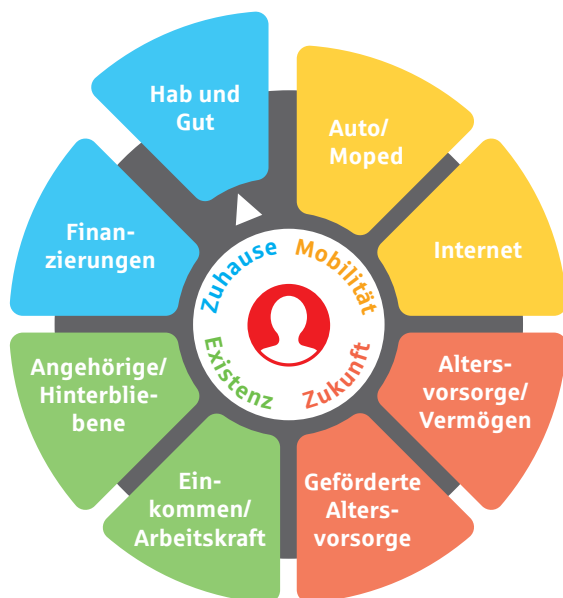 Hab und
Gut
Auto/
Moped
Internet
Alters-
vorsorge/
Vermögen
Geförderte
Alters-
vorsorge
Ein-
kommen/
Arbeitskraft
Angehörige/
Hinterblie-
bene
Finan-
zierungen
Zuhause
Mobilität
Zukunft
Existenz